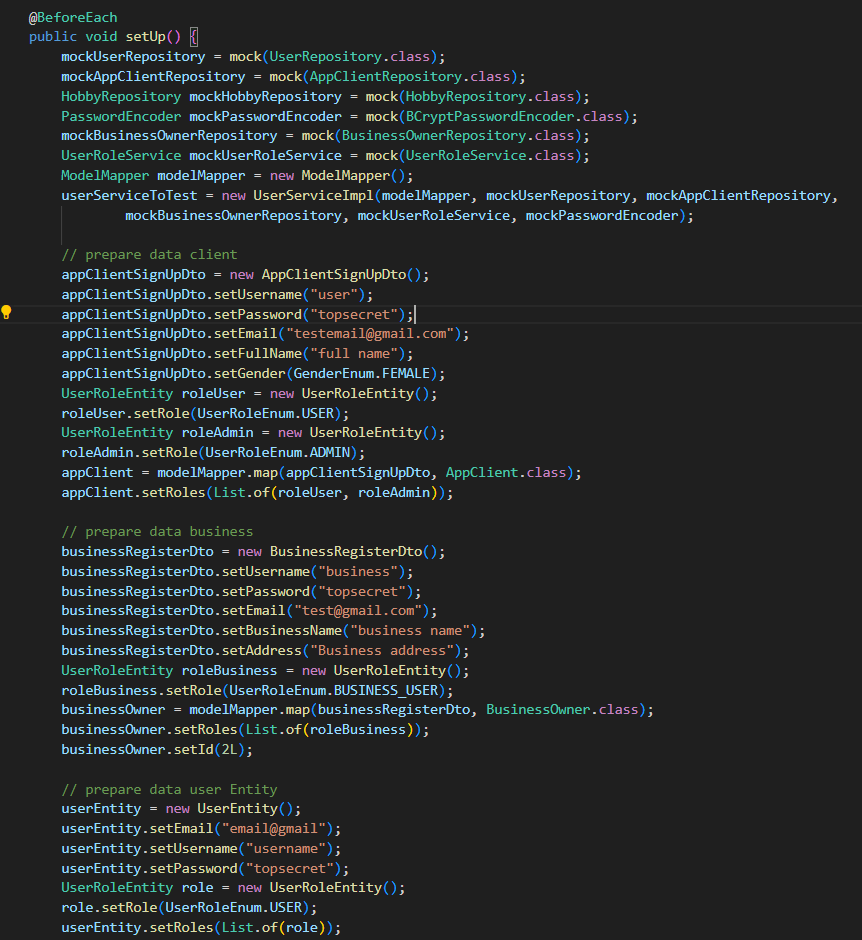 @BeforeEach
public void setUp() {
mockUserRepository = mock(UserRepository.class);
mockAppClientRepository = mock(AppClientRepository.class);
HobbyRepository mockHobbyRepository = mock(HobbyRepository.class);
PasswordEncoder mockPasswordEncoder = mock(BCryptPasswordEncoder.class);
mockBusinessOwnerRepository = mock(BusinessOwnerRepository.class);
UserRoleService mockUserRoleService = mock(UserRoleService.class);
ModelMapper modelMapper = new ModelMapper();
userServiceToTest = new UserServiceImpl(modelMapper, mockUserRepository, mockAppClientRepository,
mockBusinessOwnerRepository, mockUserRoleService, mockPasswordEncoder);
// prepare data client
appClientSignUpDto = new AppClientSignUpDto();
appClientSignUpDto.setUsername("user");
appClientSignUpDto.setPassword("topsecret");
appClientSignUpDto.setEmail("testemail@gmail.com");
appClientSignUpDto.setFullName("full name");
appClientSignUpDto.setGender(GenderEnum.FEMALE);
UserRoleEntity roleUser = new UserRoleEntity();
roleUser.setRole(UserRoleEnum.USER);
UserRoleEntity roleAdmin = new UserRoleEntity();
roleAdmin.setRole(UserRoleEnum.ADMIN);
appClient = modelMapper.map(appClientSignUpDto, AppClient.class);
appClient.setRoles(List.of(roleUser, roleAdmin));
// prepare data business
businessRegisterDto = new BusinessRegisterDto();
businessRegisterDto.setUsername("business");
businessRegisterDto.setPassword("topsecret");
businessRegisterDto.setEmail("test@gmail.com");
businessRegisterDto.setBusinessName("business name");
businessRegisterDto.setAddress("Business address");
UserRoleEntity roleBusiness = new UserRoleEntity();
roleBusiness.setRole(UserRoleEnum.BUSINESS_USER);
businessOwner = modelMapper.map(businessRegisterDto, BusinessOwner.class);
businessOwner.setRoles(List.of(roleBusiness));
businessOwner.setId(2L);
// prepare data user Entity
userEntity = new UserEntity();
userEntity.setEmail("email@gmail");
userEntity.setUsername("username");
userEntity.setPassword("topsecret");
UserRoleEntity role = new UserRoleEntity();
role.setRole(UserRoleEnum.USER);
userEntity.setRoles(List.of(role));